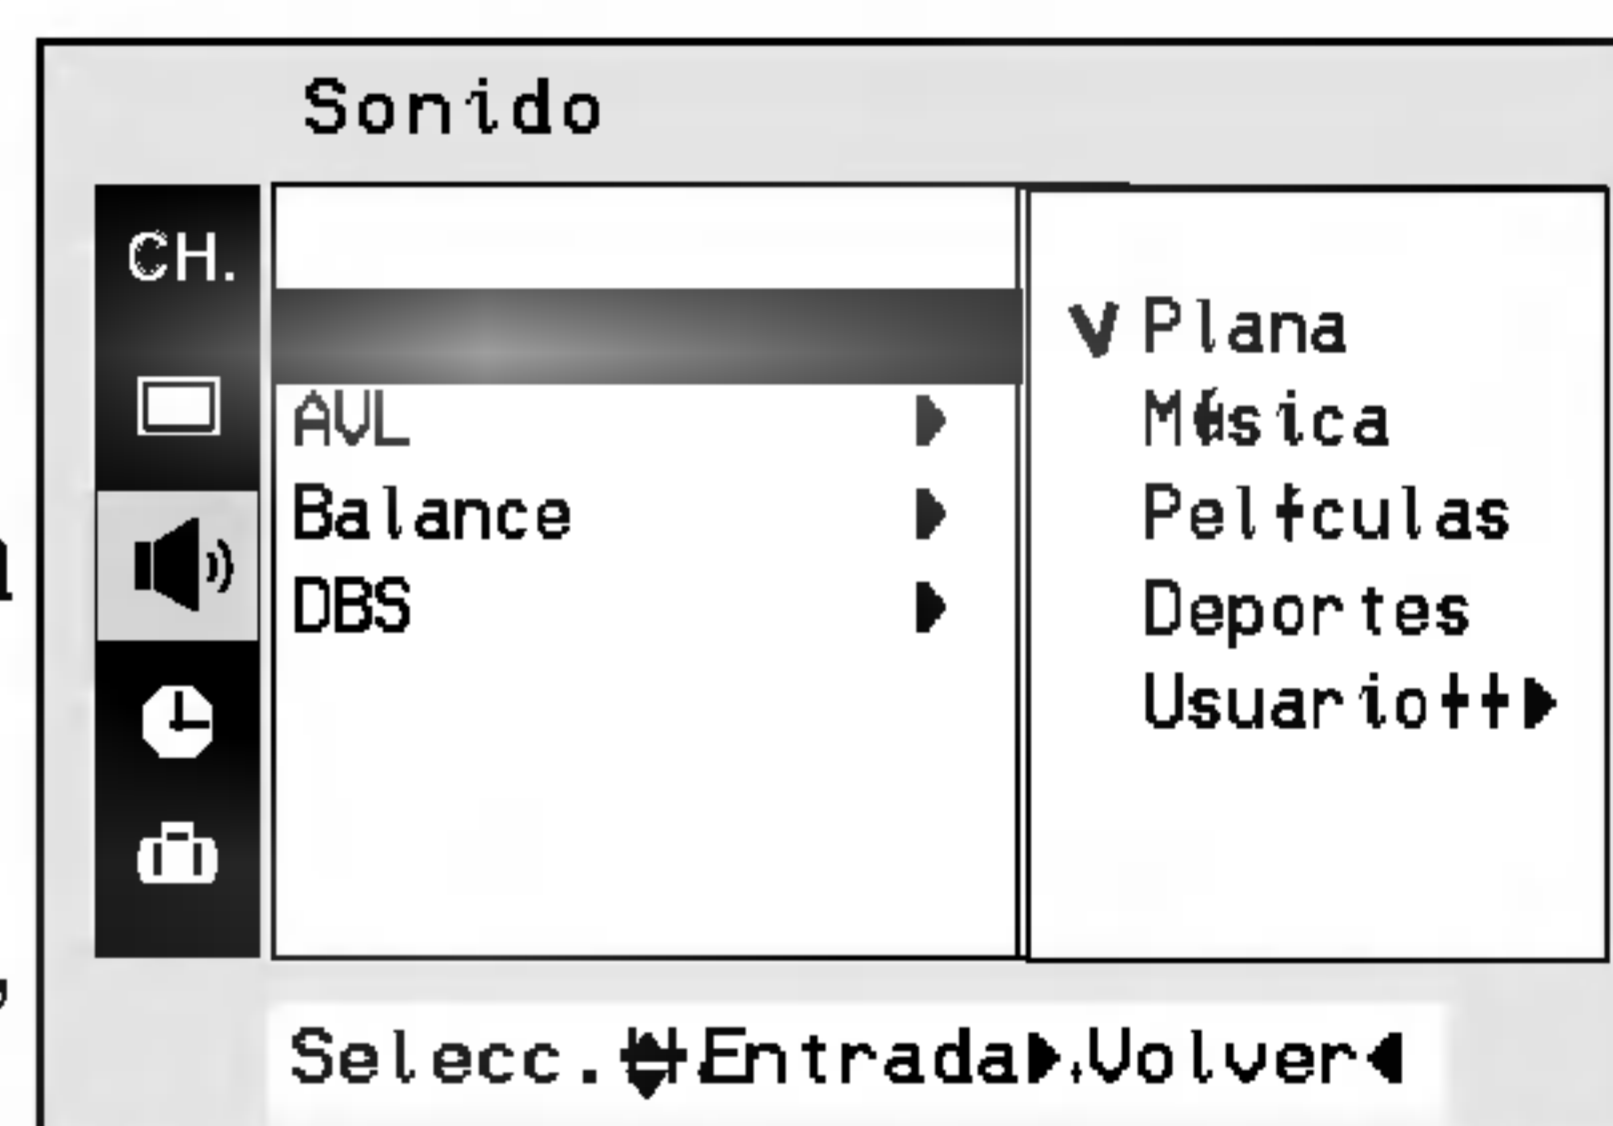 Sonido
CH.
Plana
AVL
Música
Balance
Películas
DBS
Deportes
Usuario
Selecc. Entrada Volver